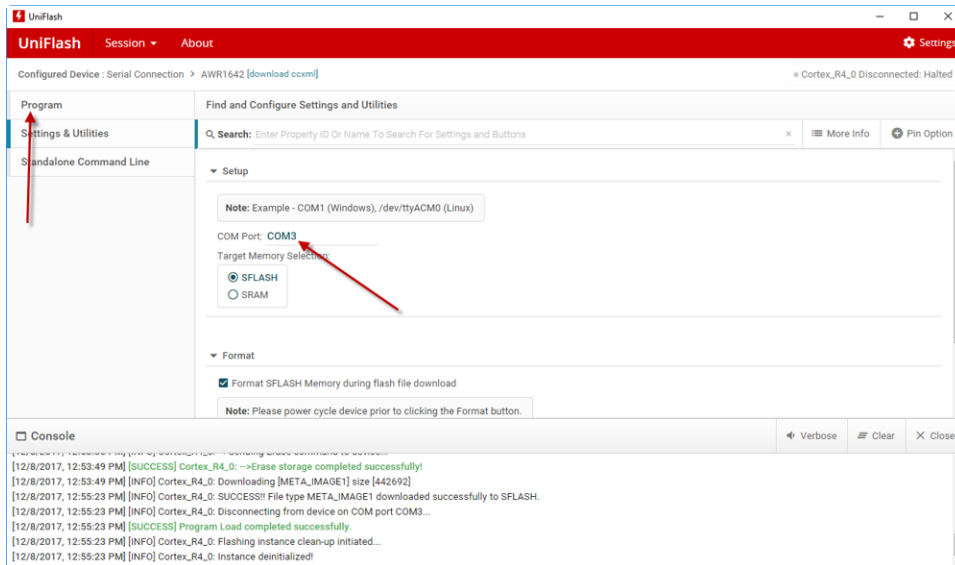 UniFlash
UniFlash Session About Settings
Configured Device : Serial Connection > AWR1642 [download ccxml] Cortex_R4_0 Disconnected: Halted
Program
Find and Configure Settings and Utilities
Settings & Utilities
Search: Enter Property ID Or Name To Search For Settings and Buttons × More Info Pin Option
Standalone Command Line
Setup
Note: Example - COM1 (Windows), /dev/ttyACM0 (Linux)
COM Port: COM3
Target Memory Selection:
SFLASH
SRAM
Format
Format SFLASH Memory during flash file download
Note: Please power cycle device prior to clicking the Format button.
Console Verbose Clear Close
[12/8/2017, 12:53:49 PM] [SUCCESS] Cortex_R4_0: -->Erase storage completed successfully!
[12/8/2017, 12:53:49 PM] [INFO] Cortex_R4_0: Downloading [META_IMAGE1] size [442692]
[12/8/2017, 12:55:23 PM] [INFO] Cortex_R4_0: SUCCESS!! File type META_IMAGE1 downloaded successfully to SFLASH.
[12/8/2017, 12:55:23 PM] [INFO] Cortex_R4_0: Disconnecting from device on COM port COM3...
[12/8/2017, 12:55:23 PM] [SUCCESS] Program Load completed successfully.
[12/8/2017, 12:55:23 PM] [INFO] Cortex_R4_0: Flashing instance clean-up initiated...
[12/8/2017, 12:55:23 PM] [INFO] Cortex_R4_0: Instance deinitialized!